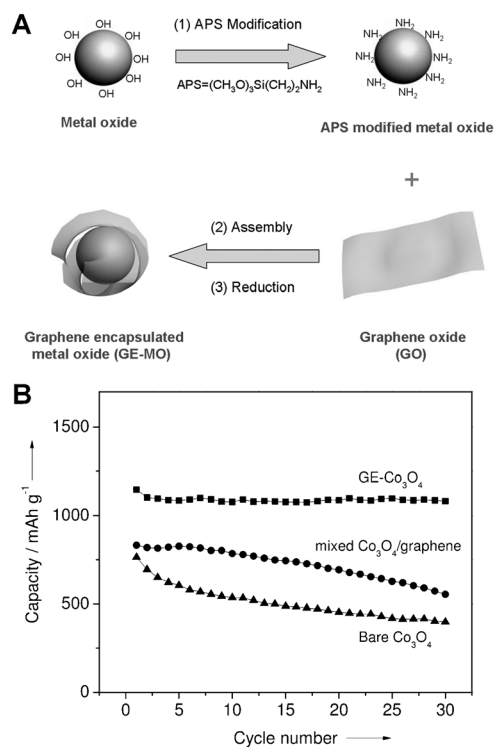 A
OH OH OH OH OH OH OH OH
(1) APS Modification
APS=(CH₃O)₃Si(CH₂)₂NH₂
NH₂ NH₂ NH₂ NH₂ NH₂ NH₂ NH₂ NH₂
Metal oxide
APS modified metal oxide
+
(2) Assembly
(3) Reduction
Graphene encapsulated
metal oxide (GE-MO)
Graphene oxide
(GO)
B
1500
1000
500
0
Capacity / mAh g⁻¹
GE-Co₃O₄
mixed Co₃O₄/graphene
Bare Co₃O₄
0 5 10 15 20 25 30
Cycle number